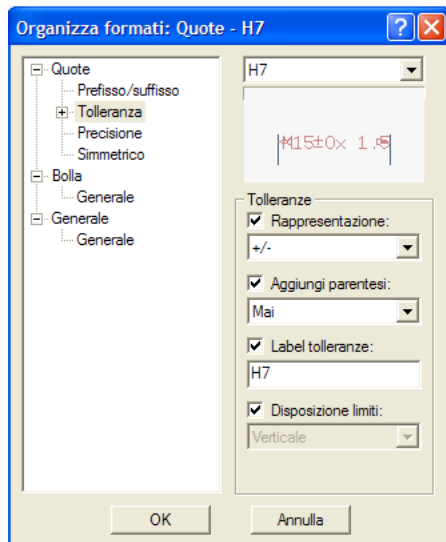 Organizza formati: Quote - H7
Quote
Prefisso/suffisso
Tolleranza
Precisione
Simmetrico
Bolla
Generale
Generale
Generale
H7
Tolleranze
Rappresentazione:
+/-
Aggiungi parentesi:
Mai
Label tolleranze:
H7
Disposizione limiti:
Verticale
OK
Annulla